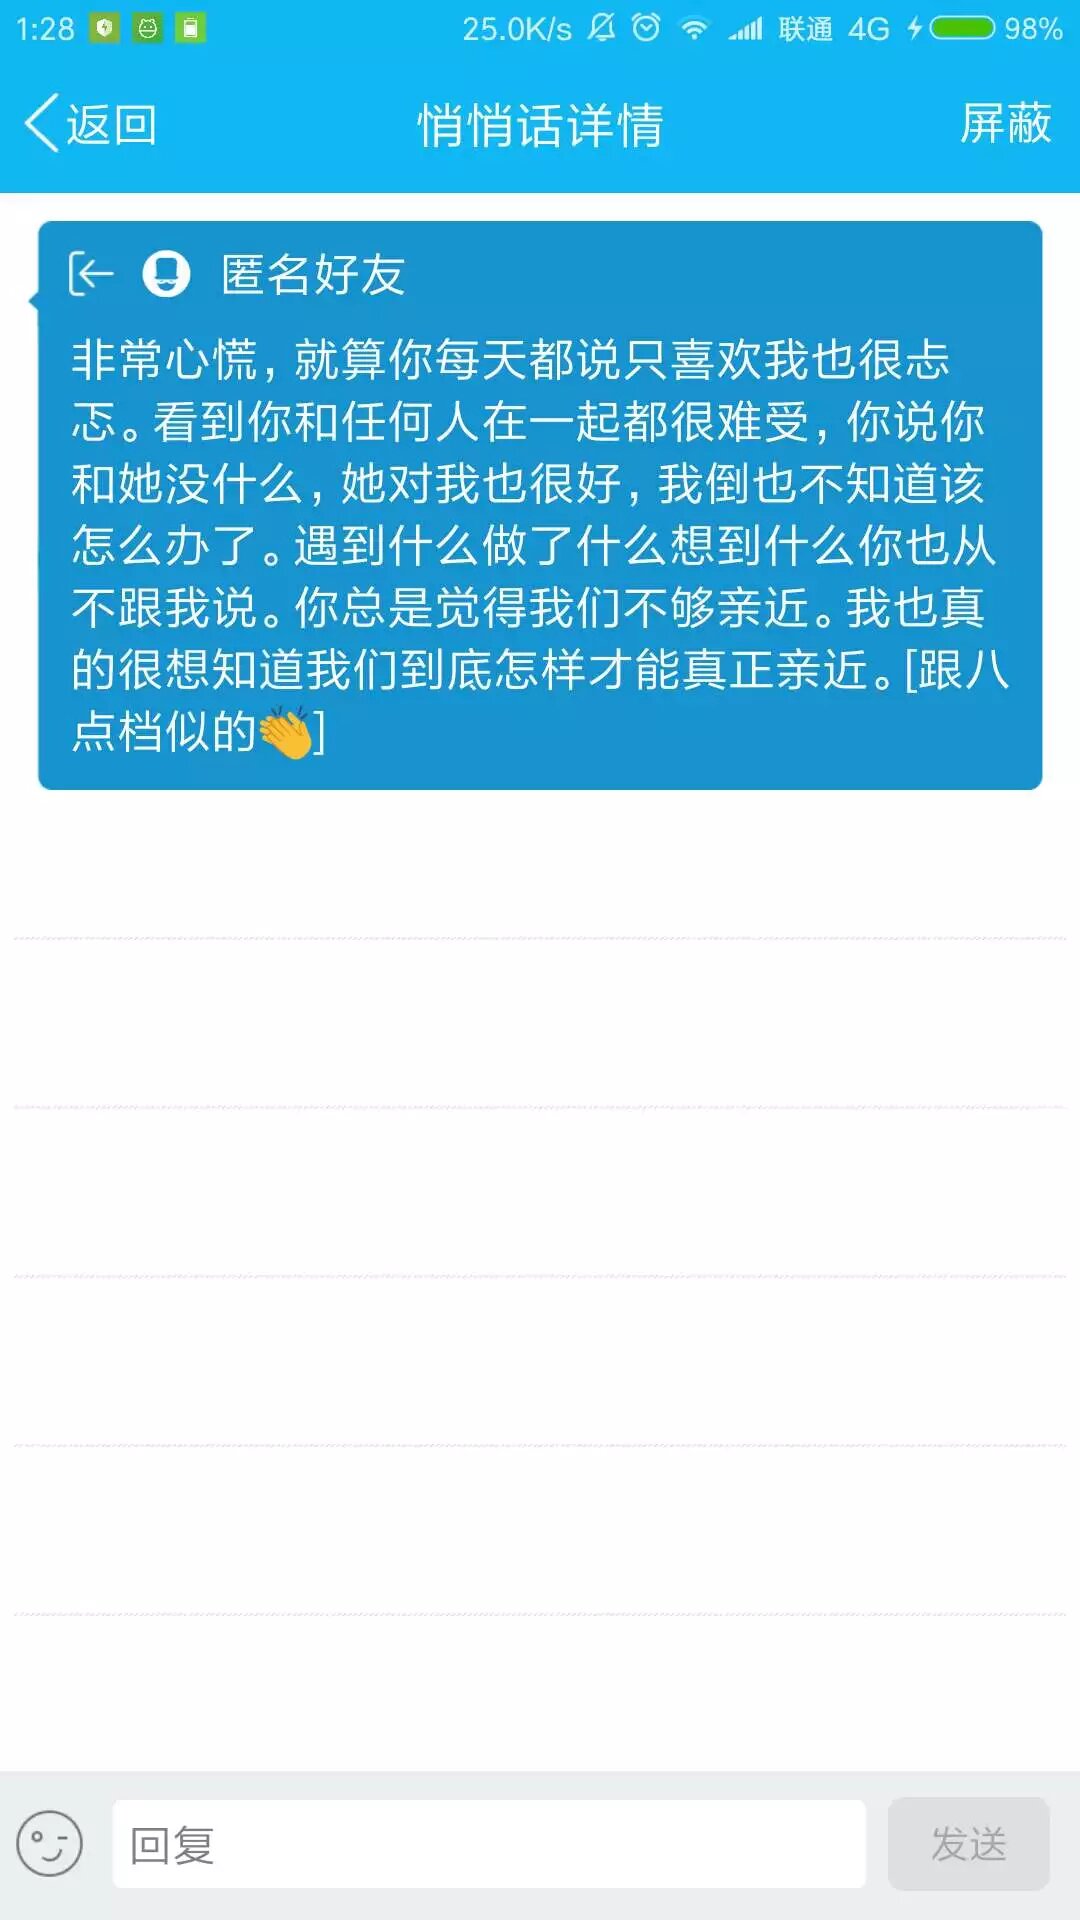 1:28 25.0K/s 联通 4G 98%
返回 悄悄话详情 屏蔽
匿名好友
非常心慌，就算你每天都说只喜欢我也很忐
忑。看到你和任何人在一起都很难受，你说你
和她没什么，她对我也很好，我倒也不知道该
怎么办了。遇到什么做了什么想到什么你也从
不跟我说。你总是觉得我们不够亲近。我也真
的很想知道我们到底怎样才能真正亲近。[跟八
点档似的👏]
回复 发送